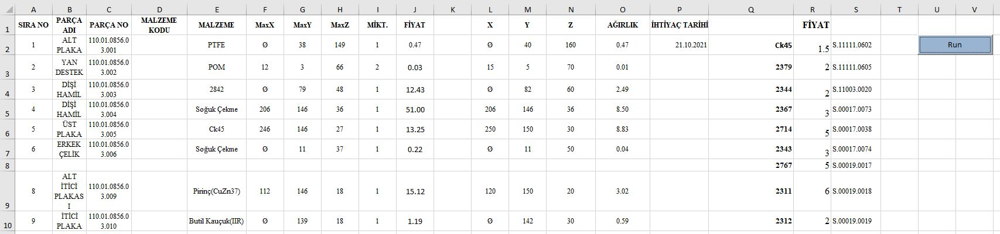 A B C D E F G H I J K L M N O P Q R S T U V
1 SIRA NO PARÇA ADI PARÇA NO MALZEME KODU MALZEME MaxX MaxY MaxZ MİKT. FİYAT X Y Z AĞIRLIK İHTİYAÇ TARİHİ FİYAT
2 1 ALT PLAKA 110.01.0856.03.001 PTFE Ø 38 149 1 0.47 Ø 40 160 0.47 21.10.2021 Ck45 1.5 S.11111.0602 Run
3 2 YAN DESTEK 110.01.0856.03.002 POM 12 3 66 2 0.03 15 5 70 0.01 2379 2 S.11111.0605
4 3 DİŞİ HAMİL 110.01.0856.03.003 2842 Ø 79 48 1 12.43 Ø 82 60 2.49 2344 2 S.11003.0020
5 4 DİŞİ HAMİL 110.01.0856.03.004 Soğuk Çekme 206 146 36 1 51.00 206 146 36 8.50 2367 3 S.00017.0073
6 5 ÜST PLAKA 110.01.0856.03.005 Ck45 246 146 27 1 13.25 250 150 30 8.83 2714 5 S.00017.0038
7 6 ERKEK ÇELİK 110.01.0856.03.006 Soğuk Çekme Ø 11 37 1 0.22 Ø 11 50 0.04 2343 3 S.00017.0074
8 2767 5 S.00019.0017
9 8 ALT İTİCİ PLAKASI 110.01.0856.03.009 Pirinç(CuZn37) 112 146 18 1 15.12 120 150 20 3.02 2311 6 S.00019.0018
10 9 İTİCİ PLAKA 110.01.0856.03.010 Butil Kauçuk(IIR) Ø 139 18 1 1.19 Ø 142 30 0.59 2312 2 S.00019.0019